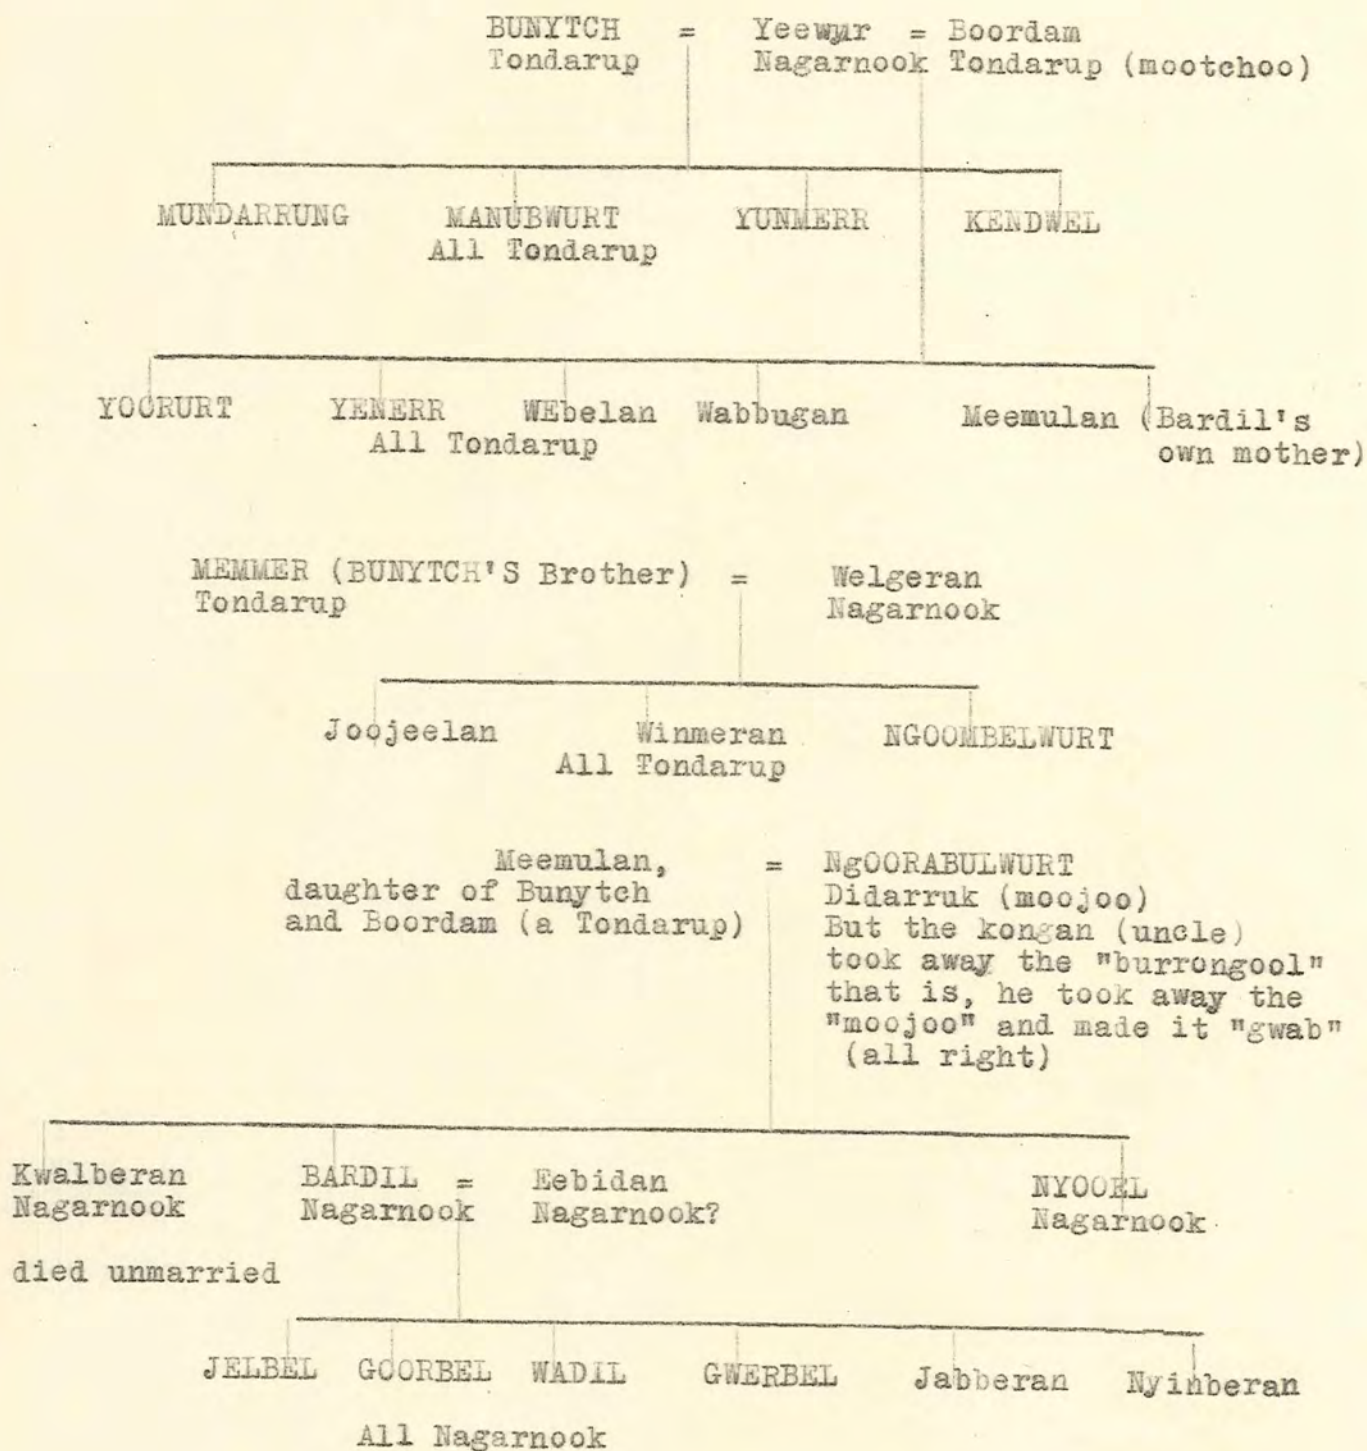 BUNYTCH = Yeewur = Boordam
Tondarup Nagarnook Tondarup (mootchoo)
MUNDARRUNG MANUBWURT YUNMERR KENDWEL
All Tondarup
YOORURT YENERR WEbelan Wabbugan Meemulan (Bardil's
All Tondarup own mother)
MEMMER (BUNYTCH'S Brother) = Welgeran
Tondarup Nagarnook
Joojeelan Winmeran NGOOMBELWURT
All Tondarup
Meemulan, = NgOORABULWURT
daughter of Bunytch Didarruk (moojoo)
and Boordam (a Tondarup) But the kongan (uncle)
took away the "burrongool"
that is, he took away the
"moojoo" and made it "gwab"
(all right)
Kwalberan BARDIL = Eebidan NYOOEL
Nagarnook Nagarnook Nagarnook? Nagarnook
died unmarried
JELBEL GOORBEL WADIL GWERBEL Jabberan Nyinberan
All Nagarnook